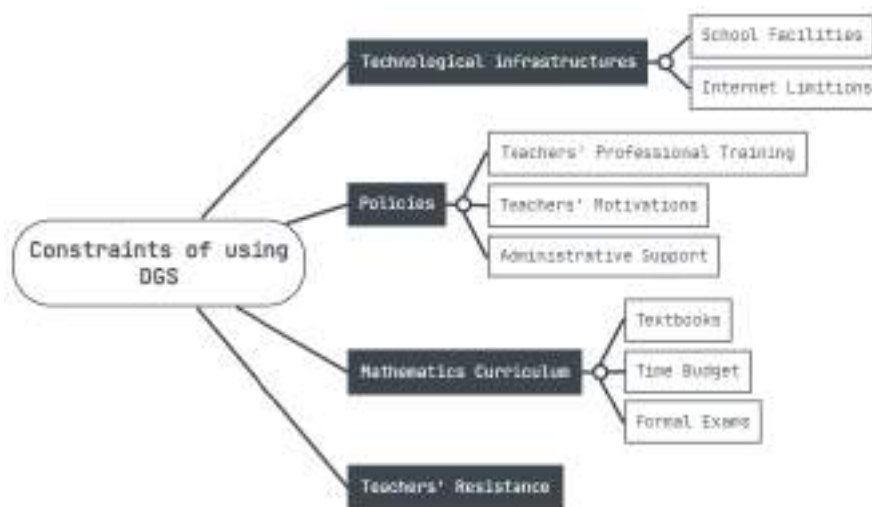 Constraints of using
DGS
Technological infrastructures
School Facilities
Internet Limitions
Policies
Teachers' Professional Training
Teachers' Motivations
Administrative Support
Mathematics Curriculum
Textbooks
Time Budget
Formal Exams
Teachers' Resistance